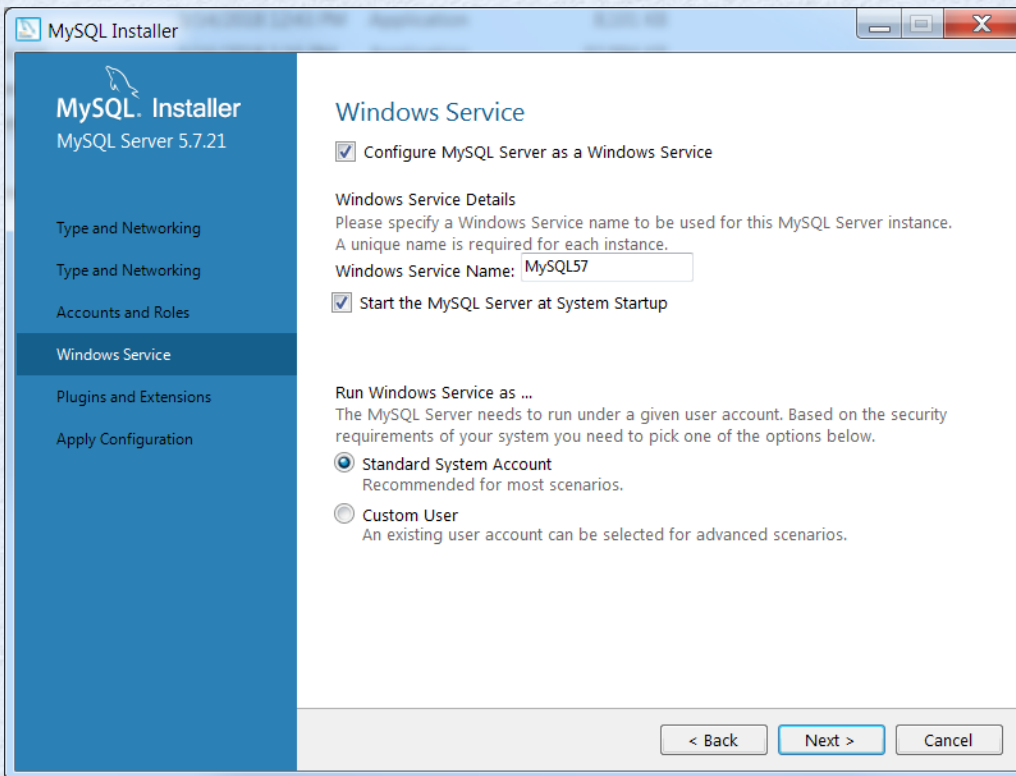 MySQL Installer
MySQL. Installer
MySQL Server 5.7.21
Type and Networking
Type and Networking
Accounts and Roles
Windows Service
Plugins and Extensions
Apply Configuration
Windows Service
Configure MySQL Server as a Windows Service
Windows Service Details
Please specify a Windows Service name to be used for this MySQL Server instance.
A unique name is required for each instance.
Windows Service Name: MySQL57
Start the MySQL Server at System Startup
Run Windows Service as ...
The MySQL Server needs to run under a given user account. Based on the security
requirements of your system you need to pick one of the options below.
Standard System Account
Recommended for most scenarios.
Custom User
An existing user account can be selected for advanced scenarios.
< Back
Next >
Cancel